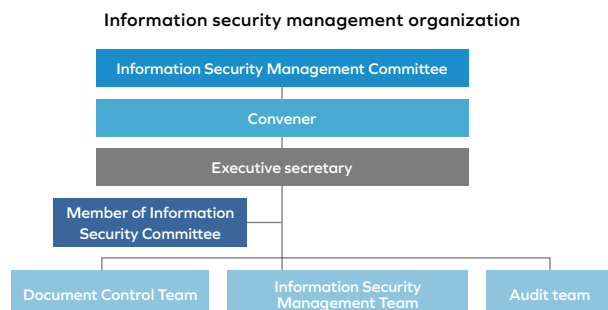 Information security management organization
Information Security Management Committee
Convener
Executive secretary
Member of Information
Security Committee
Document Control Team
Information Security
Management Team
Audit team